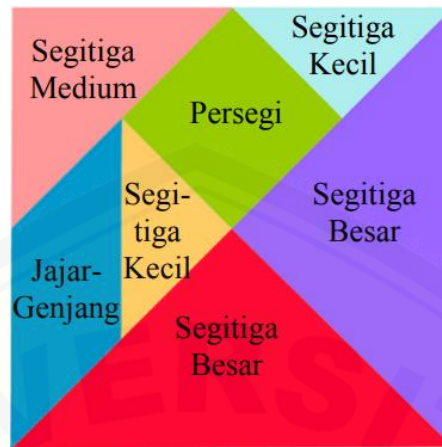 Segitiga
Medium
Segitiga
Kecil
Persegi
Segi-
tiga
Kecil
Segitiga
Besar
Jajar-
Genjang
Segitiga
Besar